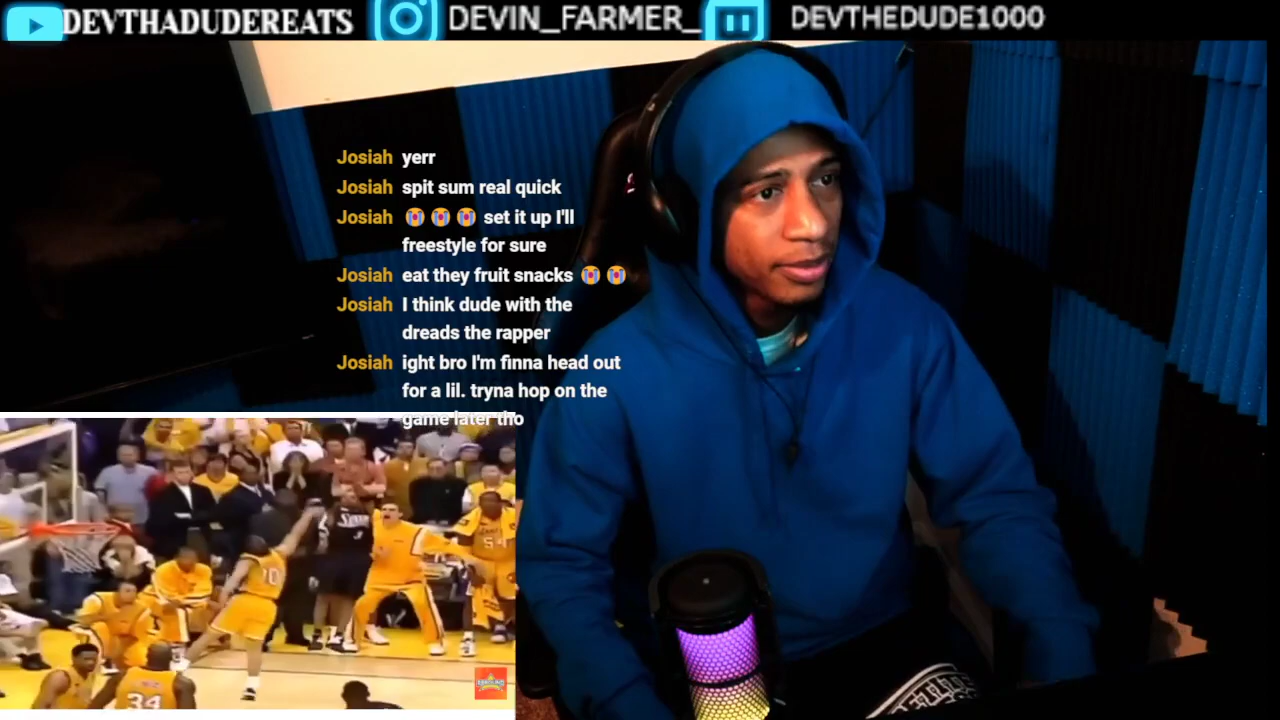 DEVTHADUDEREATS DEVIN_FARMER_ DEVTHEDUDE1000
Josiah yerr
Josiah spit sum real quick
Josiah 😭😭😭 set it up I'll
freestyle for sure
Josiah eat they fruit snacks 😭😭
Josiah I think dude with the
dreads the rapper
Josiah ight bro I'm finna head out
for a lil. tryna hop on the
game later tho
34